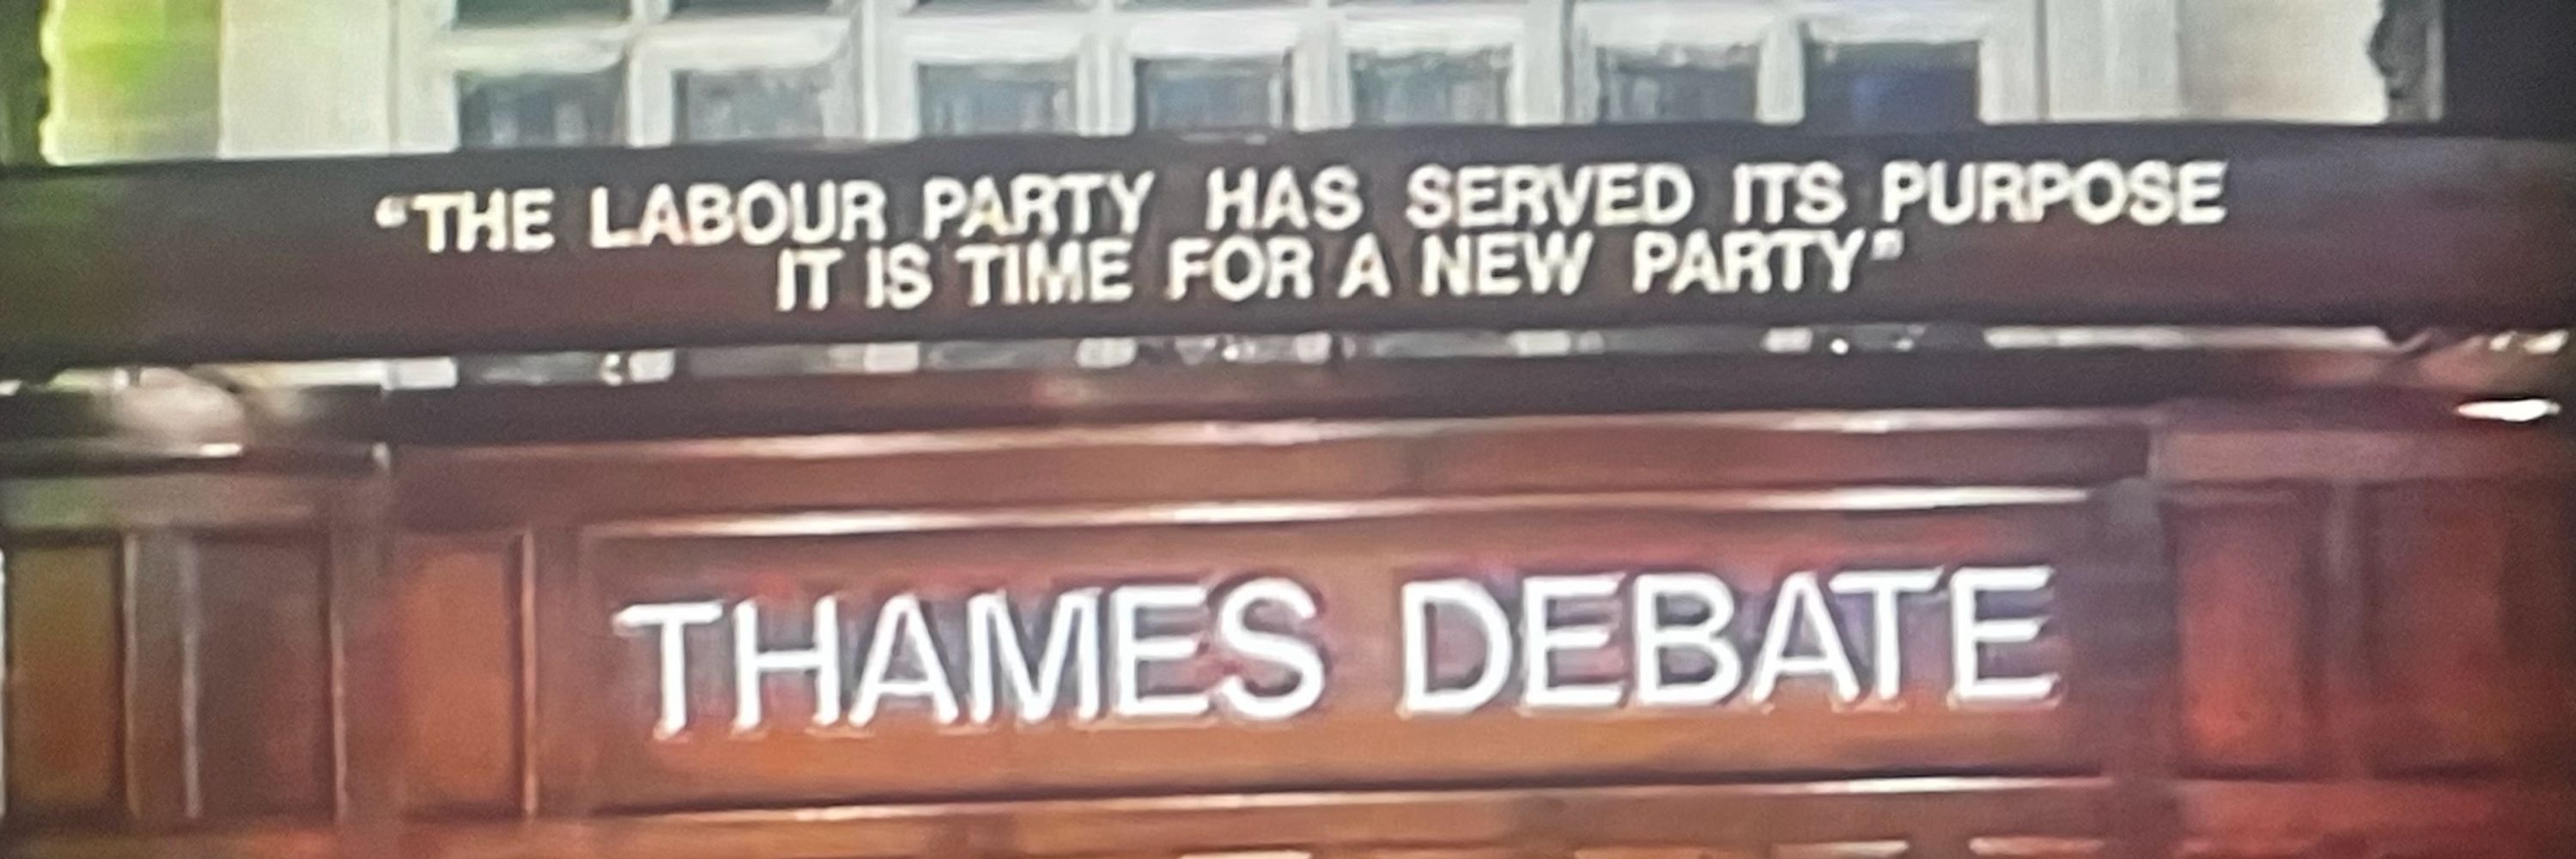 “THE LABOUR PARTY HAS SERVED ITS PURPOSE
IT IS TIME FOR A NEW PARTY”
THAMES DEBATE